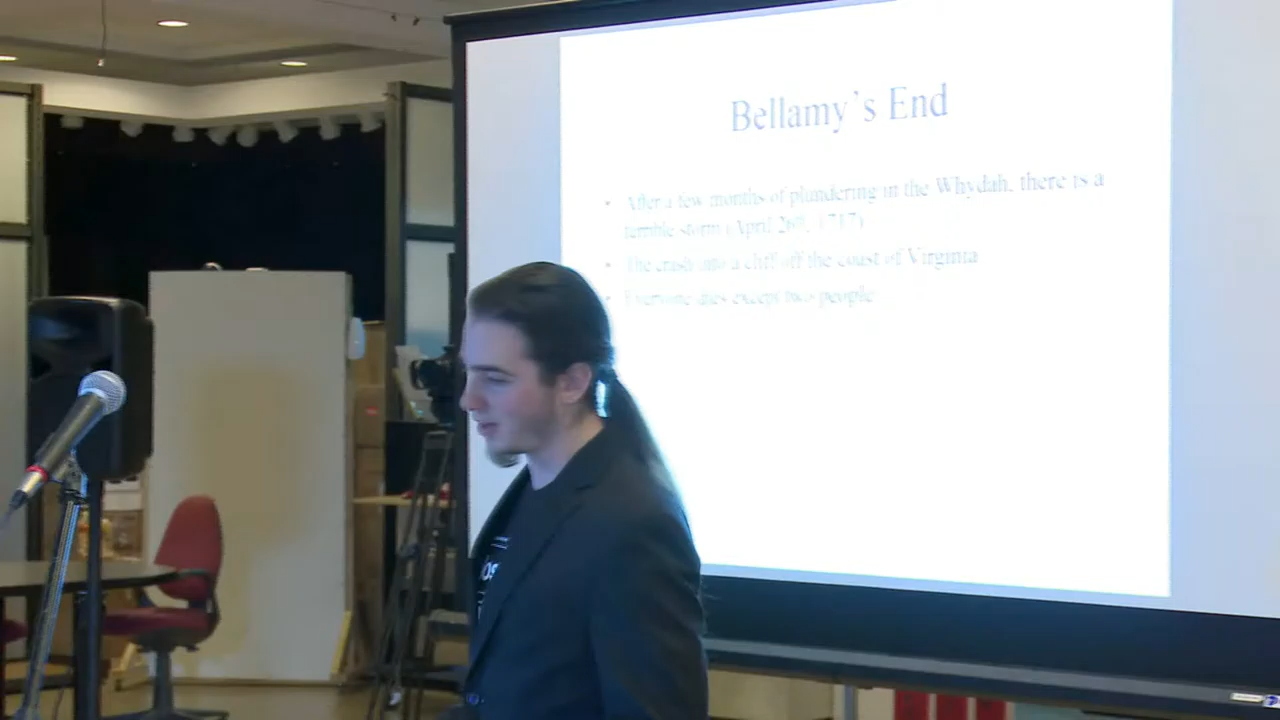 Bellamy's End
• After a few months of plundering in the Whydah, there is a
terrible storm (April 26th, 1717)
• The crash into a cliff off the coast of Virginia
• Everyone dies except two people
os